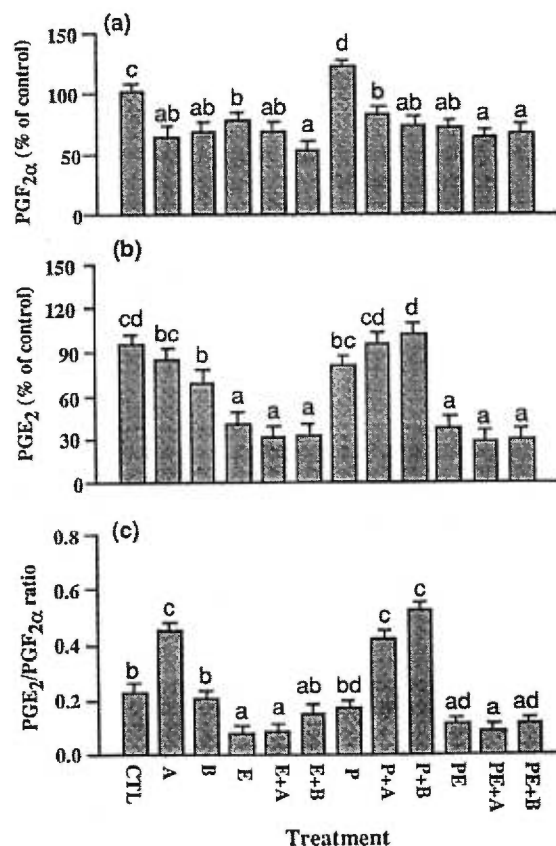 (a)
PGF2α (% of control)
150
100
50
0
c
ab
ab
b
ab
a
d
b
ab
ab
a
a
(b)
PGE2 (% of control)
150
120
90
60
30
0
cd
bc
b
a
a
a
bc
cd
d
a
a
a
(c)
PGE2/PGF2α ratio
0.8
0.6
0.4
0.2
0.0
b
c
b
a
a
ab
bd
c
c
ad
a
ad
CTL
A
B
E
E+A
E+B
P
P+A
P+B
PE
PE+A
PE+B
Treatment